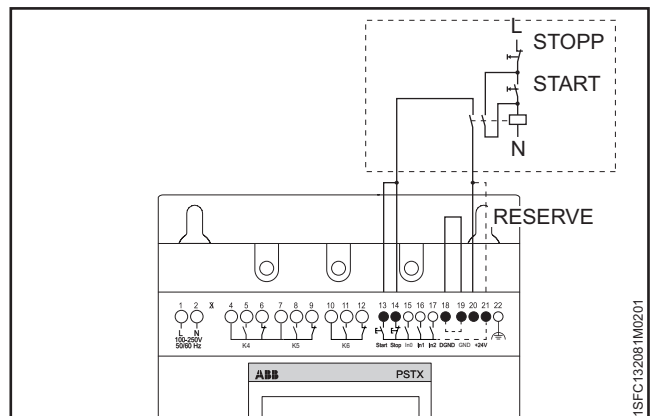 L
STOPP
START
N
RESERVE
1 2 X 4 5 6 7 8 9 10 11 12 13 14 15 16 17 18 19 20 21 22
L N
100-250V
50/60 Hz
K4 K5 K6 Start Stop In0 In1 In2 DGND GND +24V
ABB PSTX
1SFC132081M0201